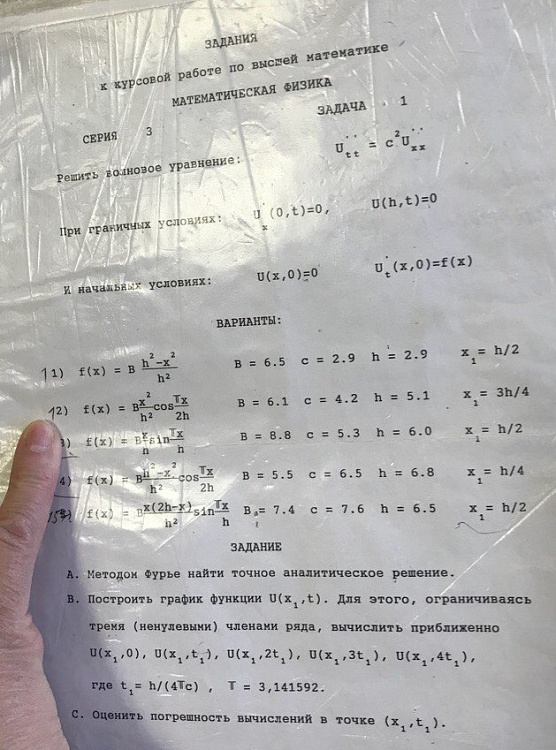 ЗАДАНИЯ
к курсовой работе по высшей математике
МАТЕМАТИЧЕСКАЯ ФИЗИКА
СЕРИЯ 3 ЗАДАЧА 1
Решить волновое уравнение: U¨tt = c²U¨xx
При граничных условиях: U˙x(0,t)=0, U(h,t)=0
И начальных условиях: U(x,0)=0 U˙t(x,0)=f(x)
ВАРИАНТЫ:
11) f(x) = B (h²-x²)/h² B = 6.5 c = 2.9 h = 2.9 x₁= h/2
12) f(x) = B x²/h² cos πx/2h B = 6.1 c = 4.2 h = 5.1 x₁= 3h/4
3) f(x) = B x/h sin πx/h B = 8.8 c = 5.3 h = 6.0 x₁= h/2
4) f(x) = B (h²-x²)/h² cos πx/2h B = 5.5 c = 6.5 h = 6.8 x₁= h/4
15) f(x) = B x(2h-x)/h² sin πx/h B = 7.4 c = 7.6 h = 6.5 x₁= h/2
ЗАДАНИЕ
A. Методом Фурье найти точное аналитическое решение.
B. Построить график функции U(x₁,t). Для этого, ограничиваясь
тремя (ненулевыми) членами ряда, вычислить приближенно
U(x₁,0), U(x₁,t₁), U(x₁,2t₁), U(x₁,3t₁), U(x₁,4t₁),
где t₁= h/(4πc) , π = 3,141592.
C. Оценить погрешность вычислений в точке (x₁,t₁).